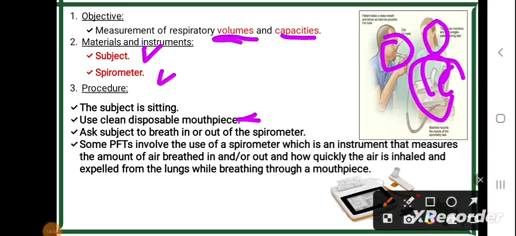 1. Objective:
✓ Measurement of respiratory volumes and capacities.
2. Materials and instruments:
✓ Subject.
✓ Spirometer.
3. Procedure:
✓ The subject is sitting.
✓ Use clean disposable mouthpiece.
✓ Ask subject to breath in or out of the spirometer.
✓ Some PFTs involve the use of a spirometer which is an instrument that measures
the amount of air breathed in and/or out and how quickly the air is inhaled and
expelled from the lungs while breathing through a mouthpiece.
XRecorder